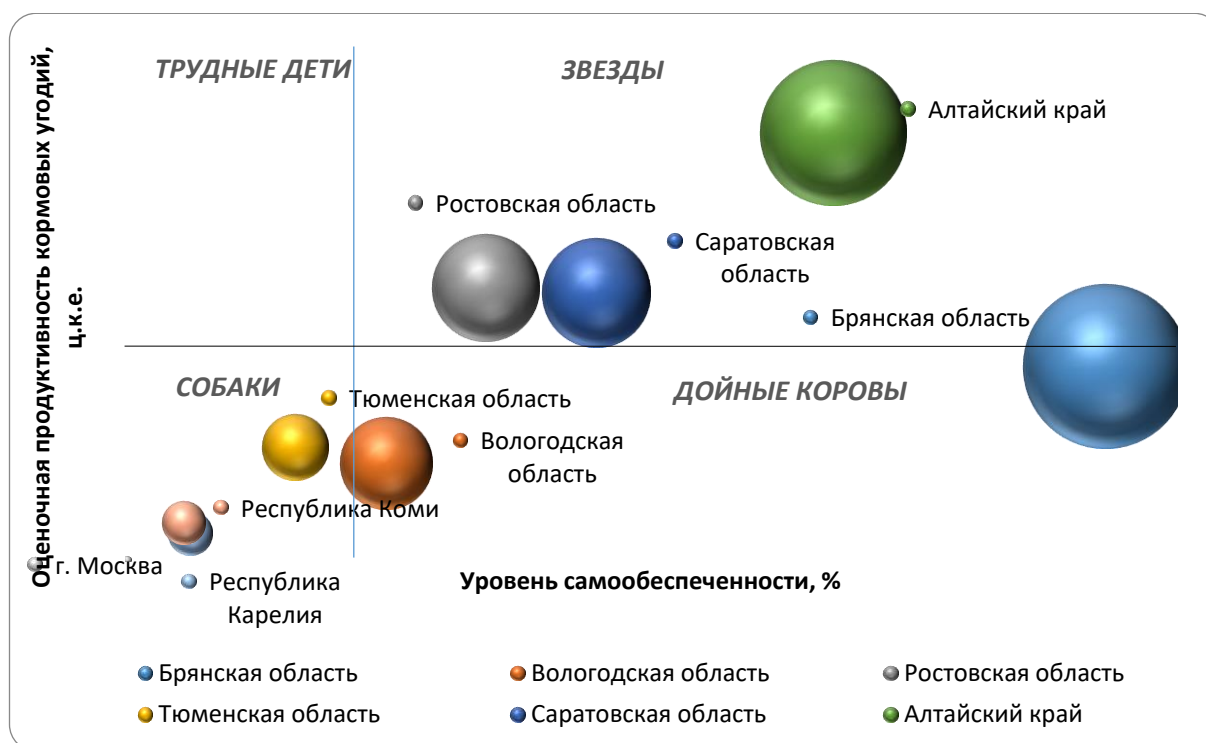 Оценочная продуктивность кормовых угодий,
ц.к.е.
ТРУДНЫЕ ДЕТИ
ЗВЕЗДЫ
Алтайский край
Ростовская область
Саратовская
область
Брянская область
СОБАКИ
ДОЙНЫЕ КОРОВЫ
Тюменская область
Вологодская
область
Республика Коми
г. Москва
Республика
Карелия
Уровень самообеспеченности, %
Брянская область
Вологодская область
Ростовская область
Тюменская область
Саратовская область
Алтайский край